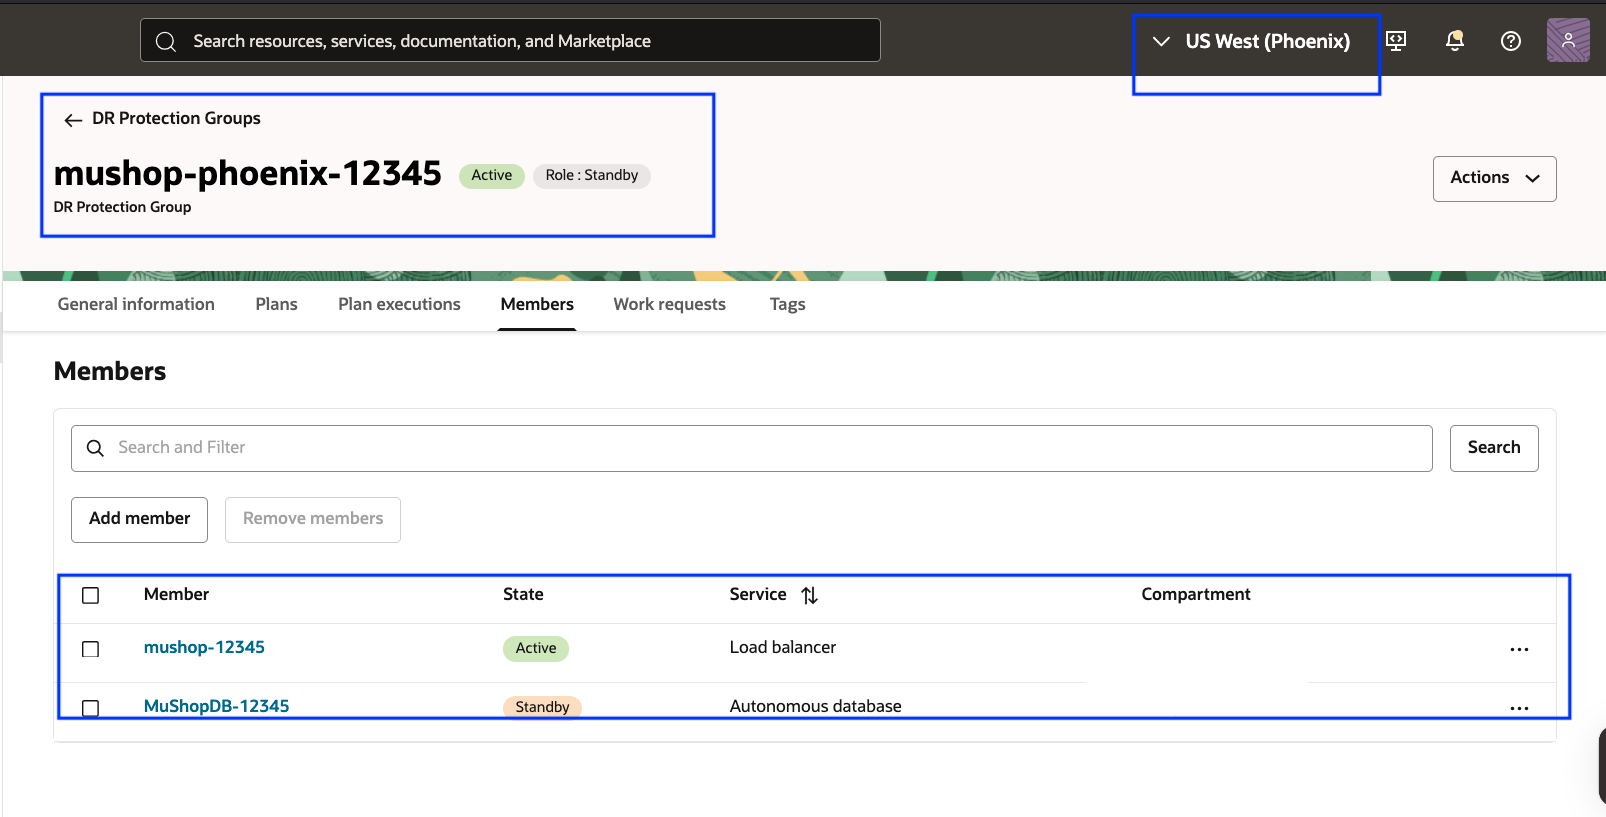 Search resources, services, documentation, and Marketplace
US West (Phoenix)
DR Protection Groups
mushop-phoenix-12345 Active Role : Standby
DR Protection Group
Actions
General information Plans Plan executions Members Work requests Tags
Members
Search and Filter
Search
Add member Remove members
Member State Service Compartment
mushop-12345 Active Load balancer
MuShopDB-12345 Standby Autonomous database